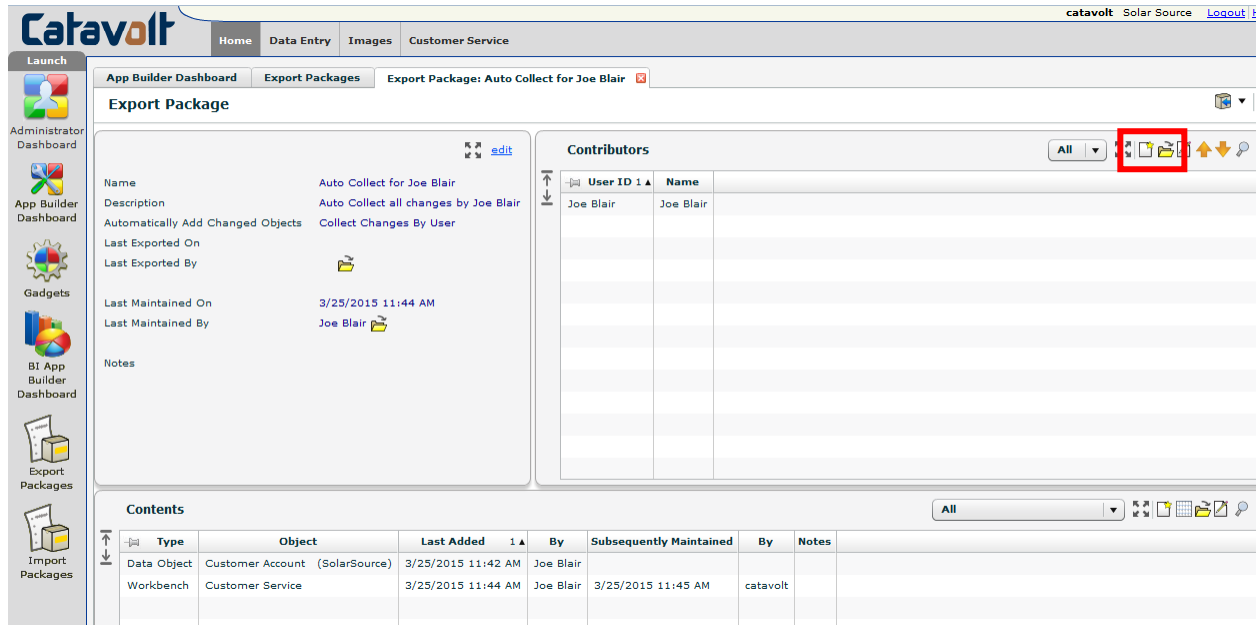 catavolt Solar Source Logout H
Catavolt
Home Data Entry Images Customer Service
Launch
Administrator
Dashboard
App Builder
Dashboard
Gadgets
BI App
Builder
Dashboard
Export
Packages
Import
Packages
App Builder Dashboard Export Packages Export Package: Auto Collect for Joe Blair
Export Package
edit
Name Auto Collect for Joe Blair
Description Auto Collect all changes by Joe Blair
Automatically Add Changed Objects Collect Changes By User
Last Exported On
Last Exported By
Last Maintained On 3/25/2015 11:44 AM
Last Maintained By Joe Blair
Notes
Contributors All
User ID 1 Name
Joe Blair Joe Blair
Contents All
Type Object Last Added 1 By Subsequently Maintained By Notes
Data Object Customer Account (SolarSource) 3/25/2015 11:42 AM Joe Blair
Workbench Customer Service 3/25/2015 11:44 AM Joe Blair 3/25/2015 11:45 AM catavolt